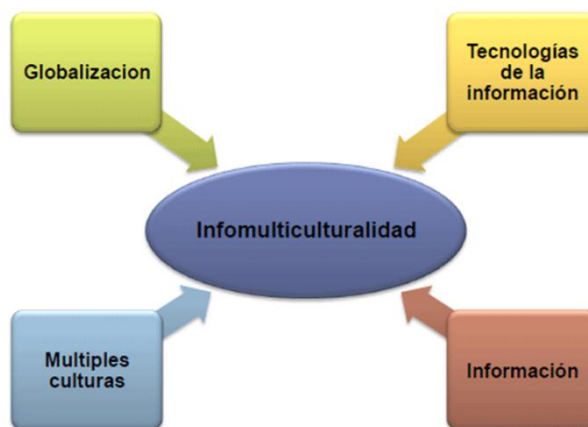 Globalizacion
Tecnologías
de la
información
Infomulticulturalidad
Multiples
culturas
Información